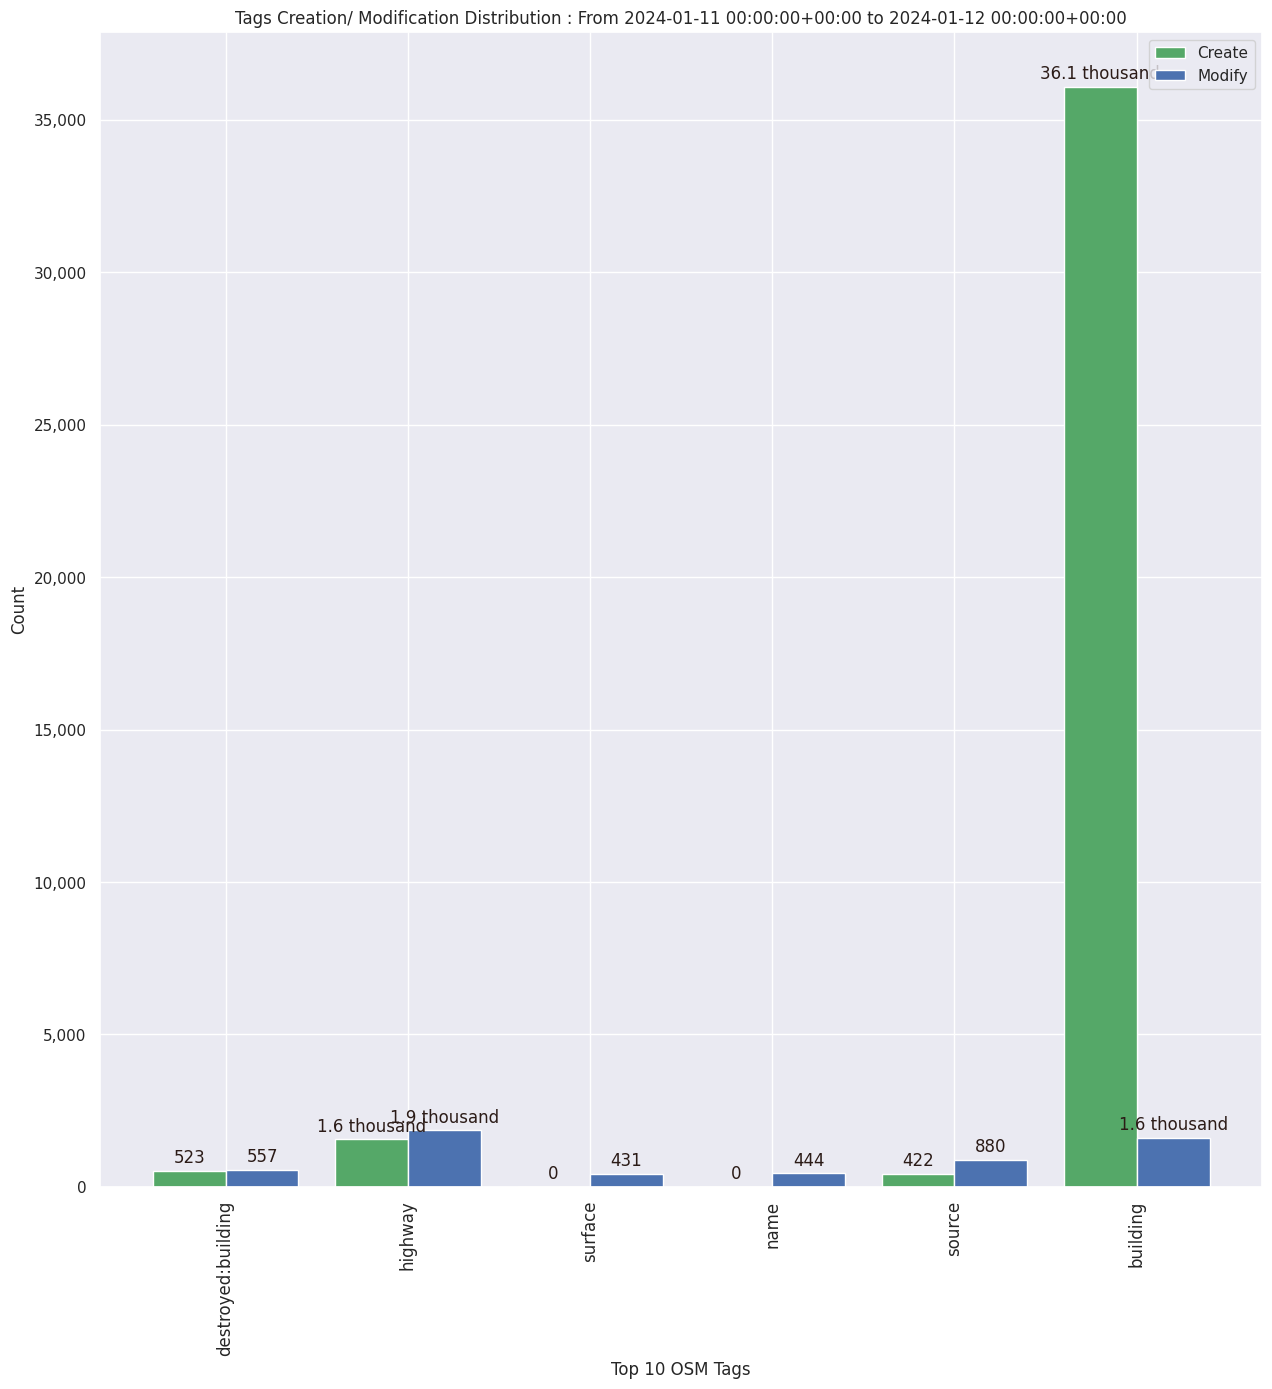 Tags Creation/ Modification Distribution : From 2024-01-11 00:00:00+00:00 to 2024-01-12 00:00:00+00:00
Create
Modify
36.1 thousand
35,000
30,000
25,000
20,000
15,000
10,000
5,000
0
Count
523
557
1.6 thousand
1.9 thousand
0
431
0
444
422
880
1.6 thousand
destroyed:building
highway
surface
name
source
building
Top 10 OSM Tags